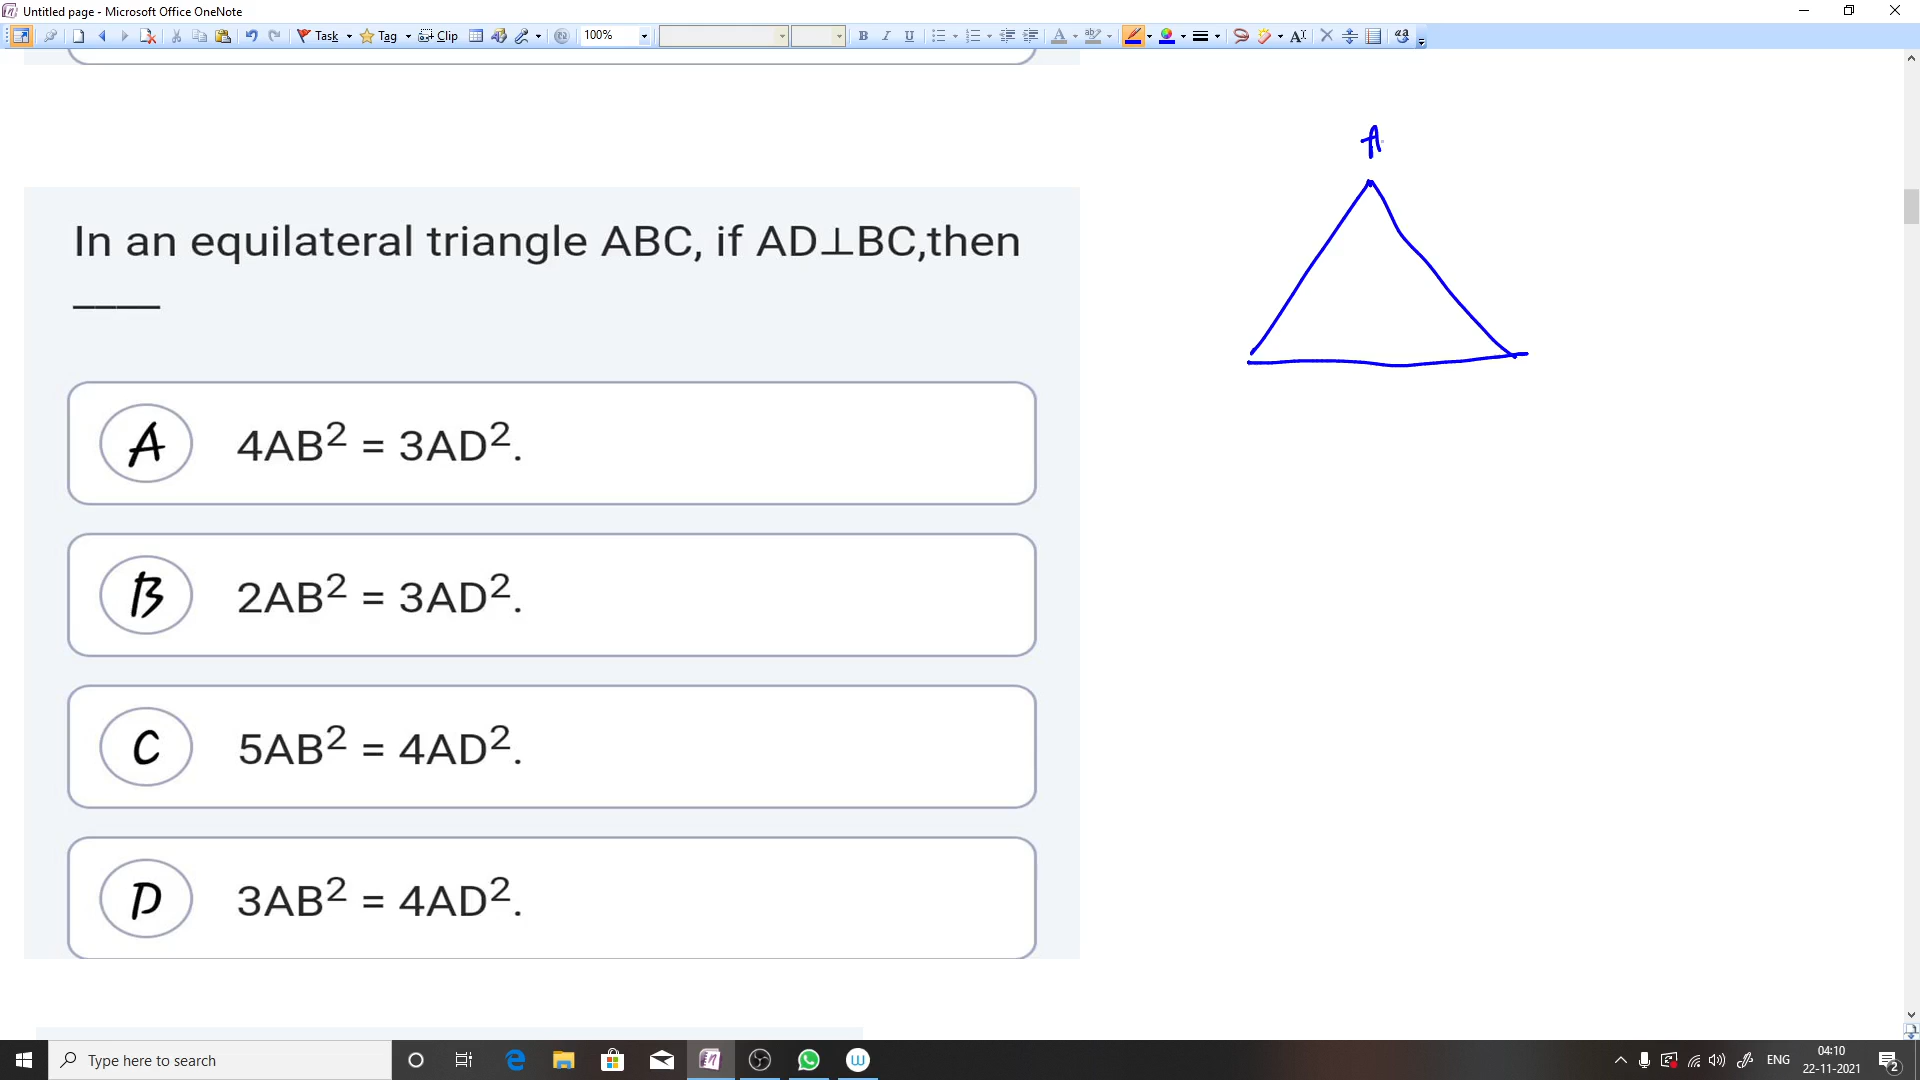 Untitled page - Microsoft Office OneNote
Task Tag Clip 100% B I U
A
In an equilateral triangle ABC, if AD⊥BC,then
____
A 4AB² = 3AD².
B 2AB² = 3AD².
C 5AB² = 4AD².
D 3AB² = 4AD².
Type here to search
ENG
04:10
22-11-2021
2